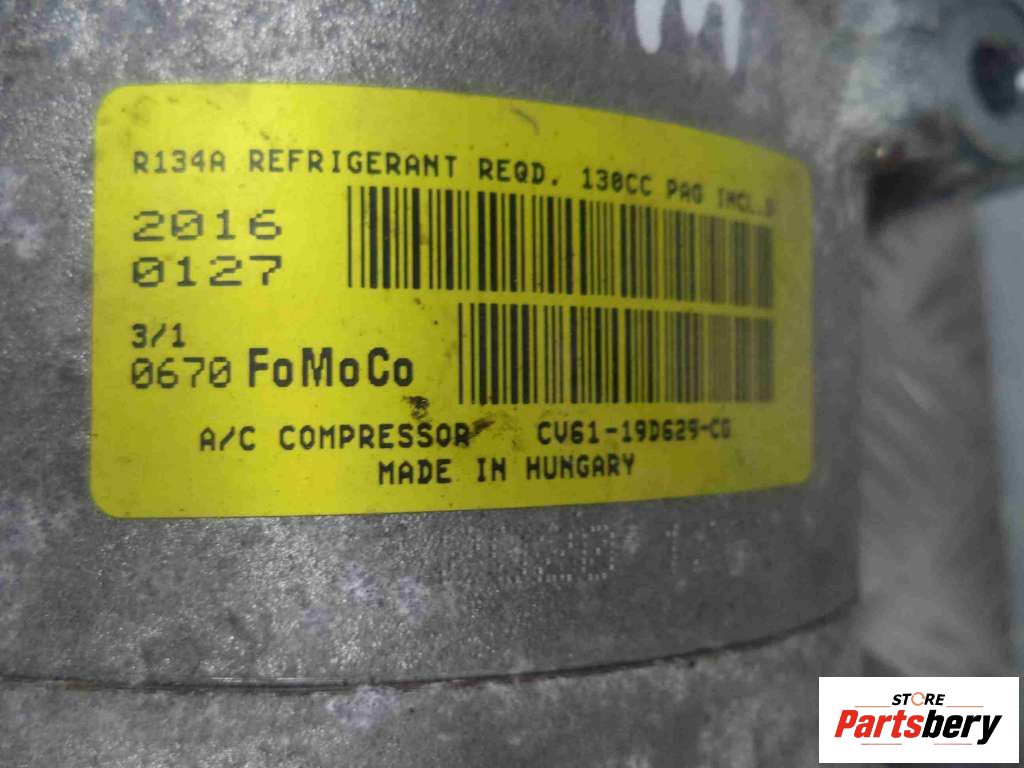 R134A REFRIGERANT REQD. 130CC PAG INCL.D
2016
0127
3/1
0670 FoMoCo
A/C COMPRESSOR CV61-19D629-CG
MADE IN HUNGARY
STORE
Partsbery